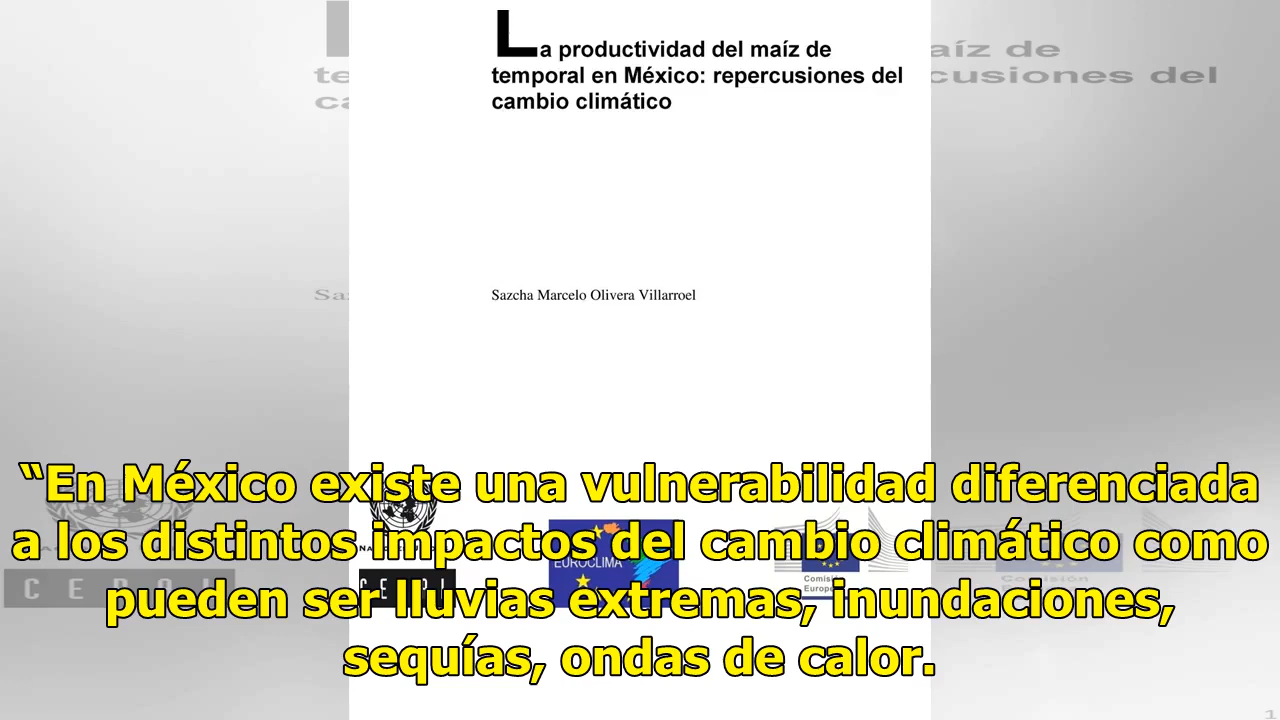 La productividad del maíz de
temporal en México: repercusiones del
cambio climático
Sazcha Marcelo Olivera Villarroel
“En México existe una vulnerabilidad diferenciada
a los distintos impactos del cambio climático como
pueden ser lluvias extremas, inundaciones,
sequías, ondas de calor.
EUROCLIMA
1